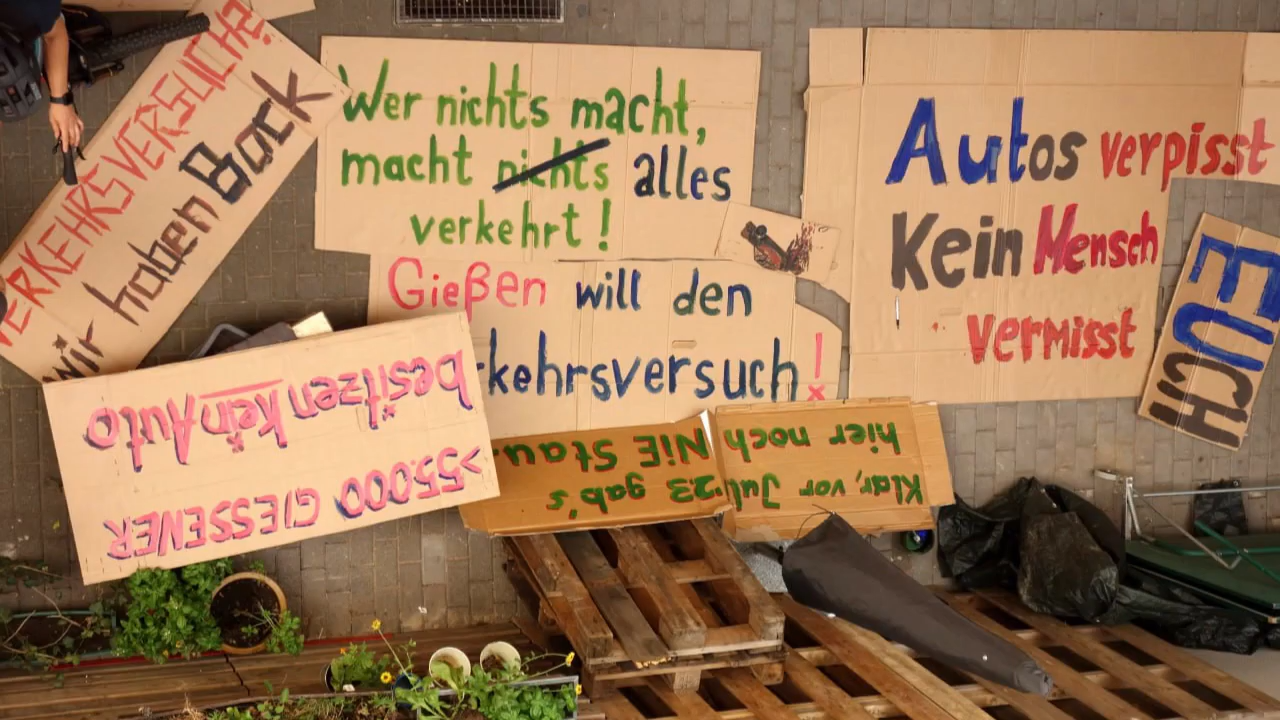 VERKEHRSVERSUCHE?
wir haben Bock
Wer nichts macht,
macht nichts alles
verkehrt!
Gießen will den
kehrsversuch!
Autos verpisst
EUCH
Kein Mensch
vermisst
>55.000 GIESSENER
besitzen kein Auto
Klar, vor Juli 23 gab's
hier noch NIE Stau.